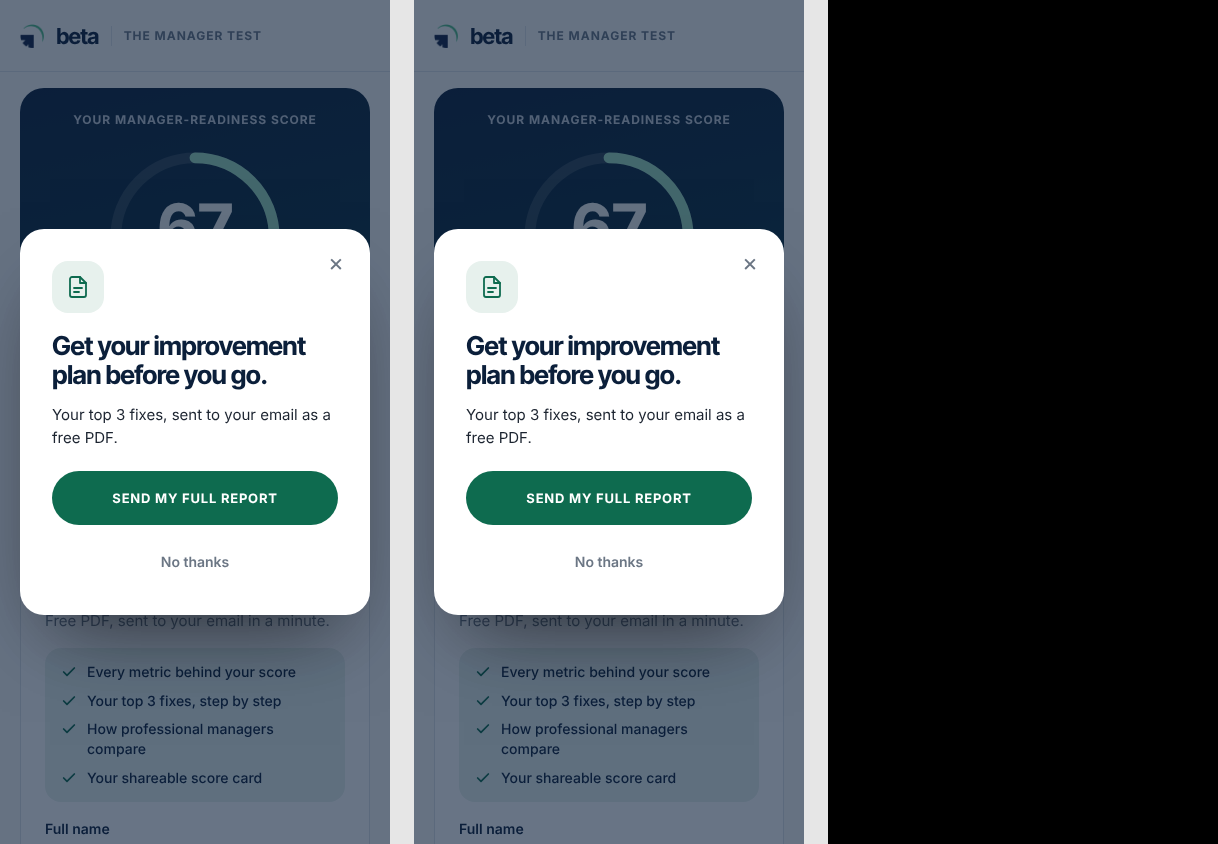 beta THE MANAGER TEST
YOUR MANAGER-READINESS SCORE
67
Get your improvement
plan before you go.
Your top 3 fixes, sent to your email as a
free PDF.
SEND MY FULL REPORT
No thanks
Free PDF, sent to your email in a minute.
Every metric behind your score
Your top 3 fixes, step by step
How professional managers
compare
Your shareable score card
Full name
beta THE MANAGER TEST
YOUR MANAGER-READINESS SCORE
67
Get your improvement
plan before you go.
Your top 3 fixes, sent to your email as a
free PDF.
SEND MY FULL REPORT
No thanks
Free PDF, sent to your email in a minute.
Every metric behind your score
Your top 3 fixes, step by step
How professional managers
compare
Your shareable score card
Full name